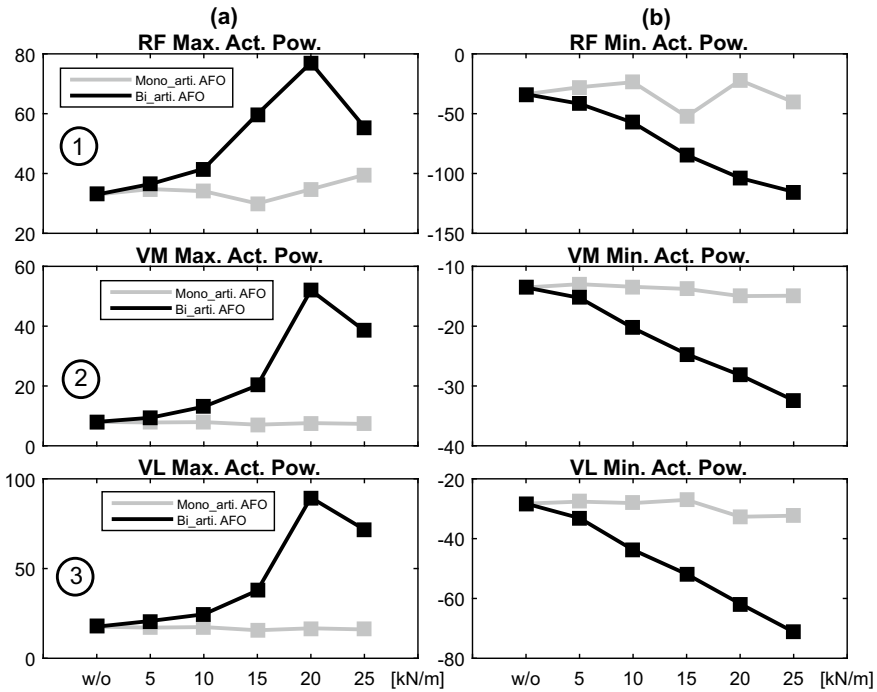 (a)
RF Max. Act. Pow.
80
60
40
20
Mono_arti. AFO
Bi_arti. AFO
1
(b)
RF Min. Act. Pow.
0
-50
-100
-150
VM Max. Act. Pow.
60
40
20
0
Mono_arti. AFO
Bi_arti. AFO
2
VM Min. Act. Pow.
-10
-20
-30
-40
VL Max. Act. Pow.
100
50
0
Mono_arti. AFO
Bi_arti. AFO
3
w/o 5 10 15 20 25 [kN/m]
VL Min. Act. Pow.
-20
-40
-60
-80
w/o 5 10 15 20 25 [kN/m]